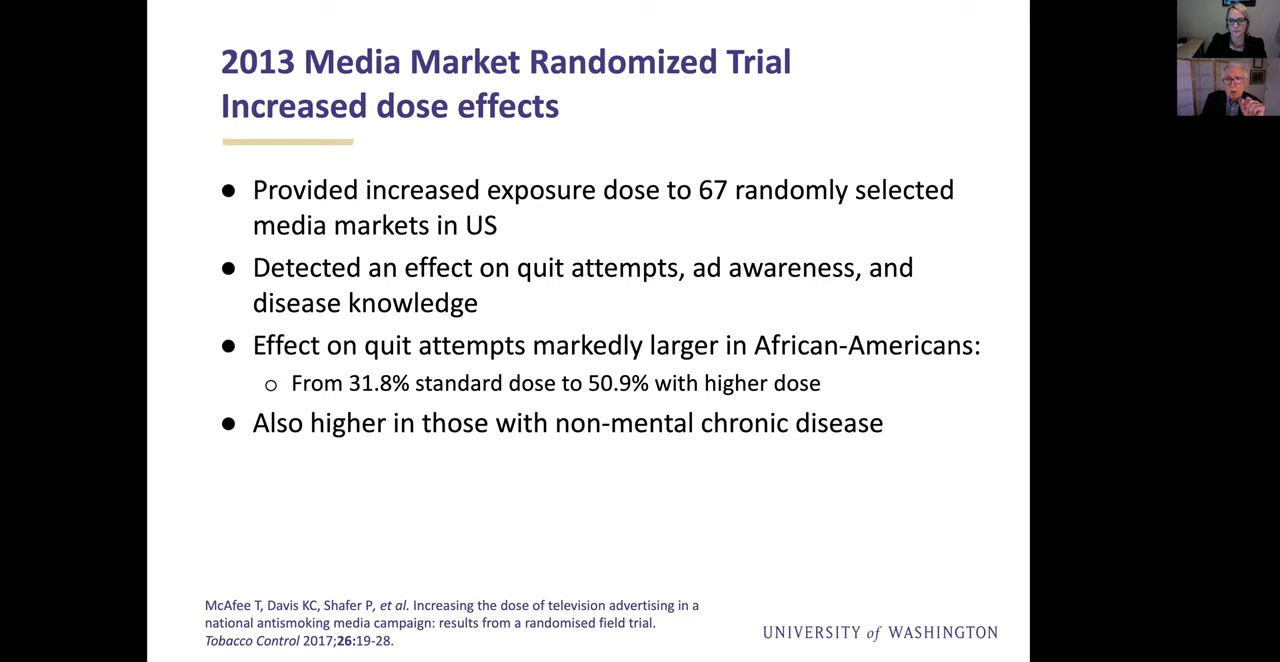 2013 Media Market Randomized Trial
Increased dose effects
● Provided increased exposure dose to 67 randomly selected
media markets in US
● Detected an effect on quit attempts, ad awareness, and
disease knowledge
● Effect on quit attempts markedly larger in African-Americans:
○ From 31.8% standard dose to 50.9% with higher dose
● Also higher in those with non-mental chronic disease
McAfee T, Davis KC, Shafer P, et al. Increasing the dose of television advertising in a
national antismoking media campaign: results from a randomised field trial.
Tobacco Control 2017;26:19-28.
UNIVERSITY of WASHINGTON